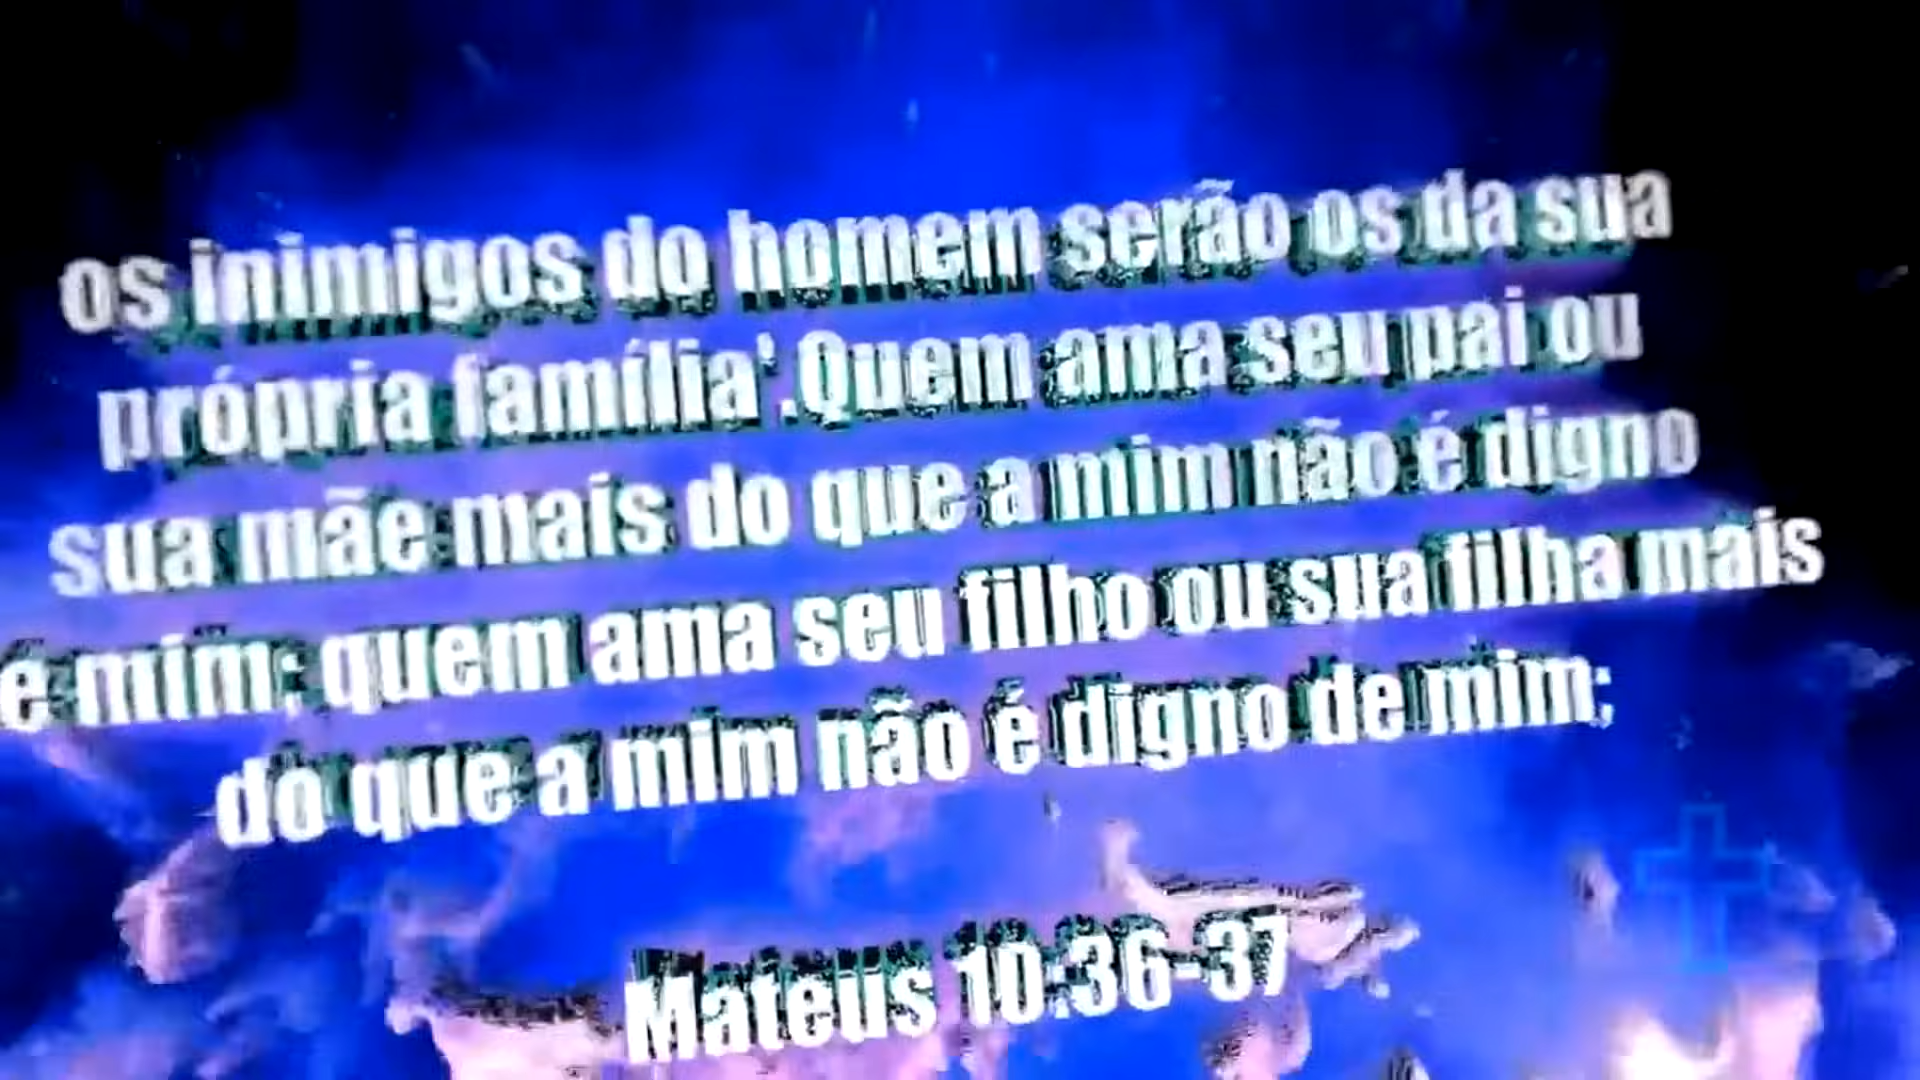 os inimigos do homem serão os da sua
própria família'.Quem ama seu pai ou
sua mãe mais do que a mim não é digno
é mim; quem ama seu filho ou sua filha mais
do que a mim não é digno de mim;
Mateus 10:36-37